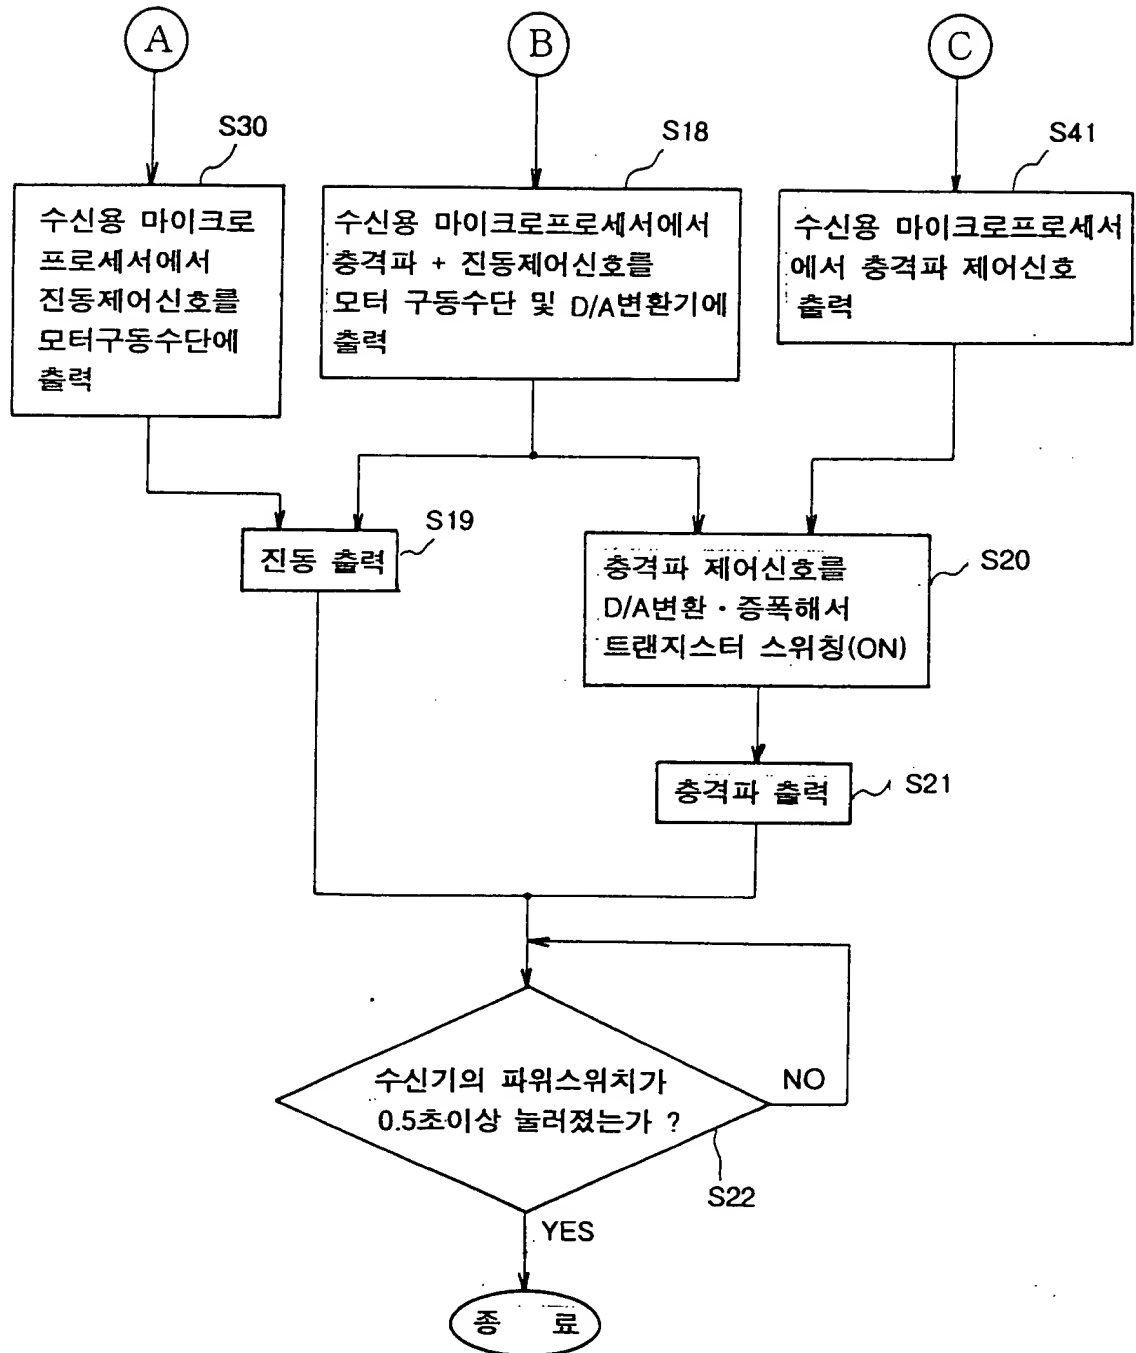 A
B
C
S30
S18
S41
수신용 마이크로
프로세서에서
진동제어신호를
모터구동수단에
출력
수신용 마이크로프로세서에서
충격파 + 진동제어신호를
모터 구동수단 및 D/A변환기에
출력
수신용 마이크로프로세서
에서 충격파 제어신호
출력
S19
진동 출력
S20
충격파 제어신호를
D/A변환·증폭해서
트랜지스터 스위칭(ON)
충격파 출력
S21
수신기의 파워스위치가
0.5초이상 눌러졌는가 ?
NO
S22
YES
종 료